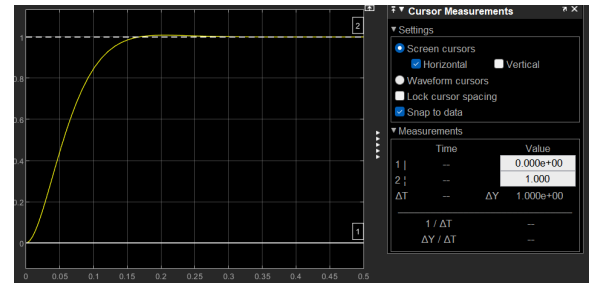 2
1
1
0.8
0.6
0.4
0.2
0
0 0.05 0.1 0.15 0.2 0.25 0.3 0.35 0.4 0.45 0.5
Cursor Measurements
Settings
Screen cursors
Horizontal Vertical
Waveform cursors
Lock cursor spacing
Snap to data
Measurements
Time Value
1 | -- 0.000e+00
2 ¦ -- 1.000
ΔT -- ΔY 1.000e+00
1 / ΔT --
ΔY / ΔT --